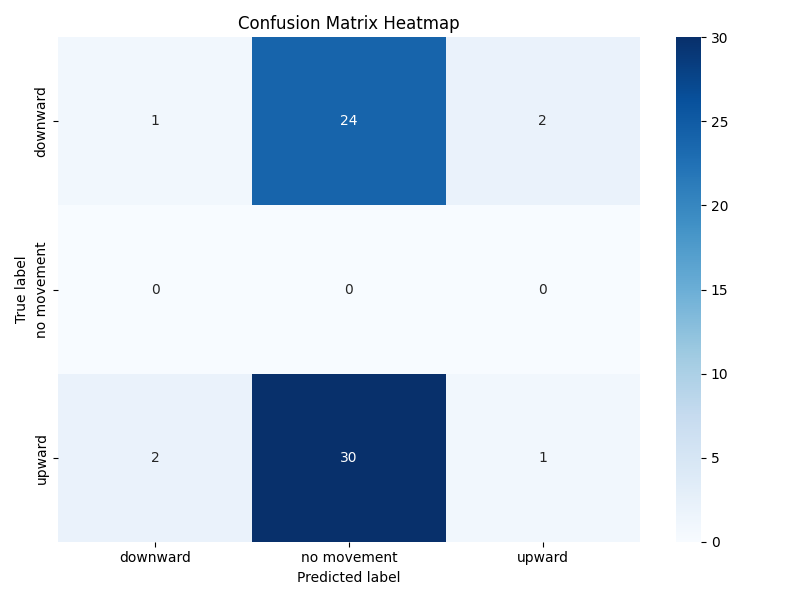 Confusion Matrix Heatmap
True label
downward
1 24 2
no movement
0 0 0
upward
2 30 1
downward no movement upward
Predicted label
30
25
20
15
10
5
0